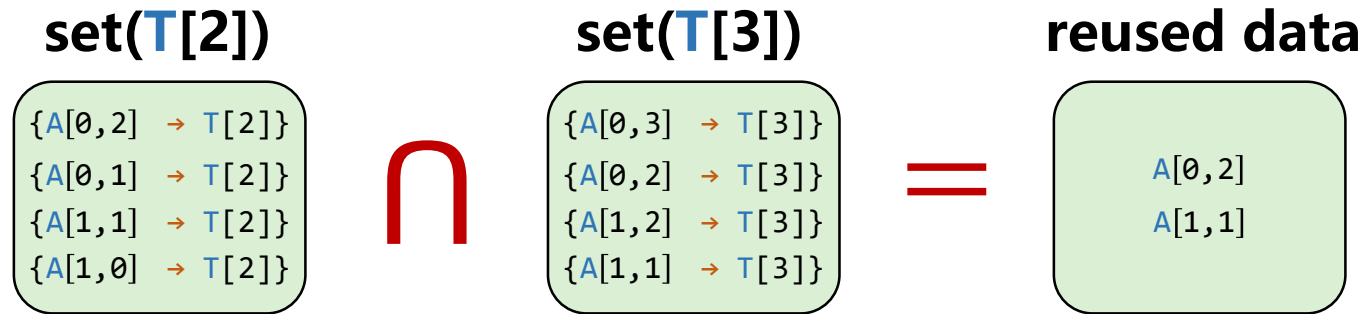 set(T[2])
{A[0,2] → T[2]}
{A[0,1] → T[2]}
{A[1,1] → T[2]}
{A[1,0] → T[2]}
∩
set(T[3])
{A[0,3] → T[3]}
{A[0,2] → T[3]}
{A[1,2] → T[3]}
{A[1,1] → T[3]}
=
reused data
A[0,2]
A[1,1]